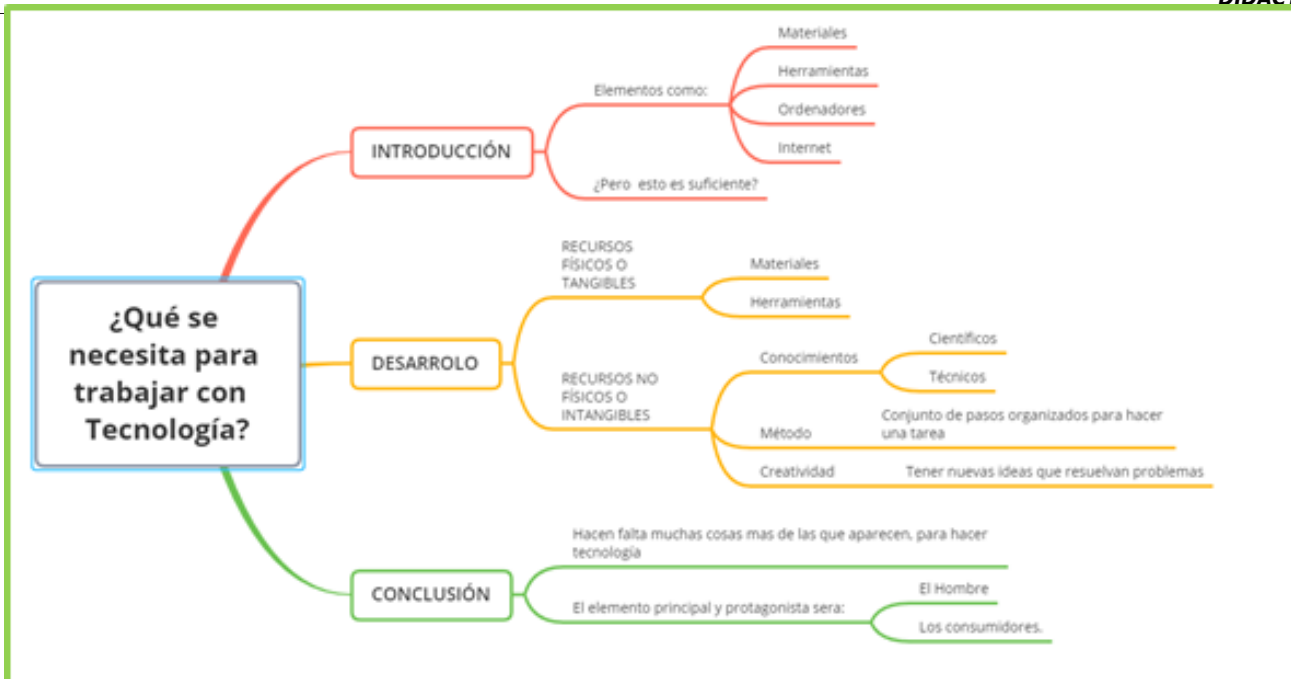 ¿Qué se
necesita para
trabajar con
Tecnología?
INTRODUCCIÓN
Elementos como:
Materiales
Herramientas
Ordenadores
Internet
¿Pero esto es suficiente?
DESARROLO
RECURSOS
FÍSICOS O
TANGIBLES
Materiales
Herramientas
RECURSOS NO
FÍSICOS O
INTANGIBLES
Conocimientos
Científicos
Técnicos
Método
Conjunto de pasos organizados para hacer
una tarea
Creatividad
Tener nuevas ideas que resuelvan problemas
CONCLUSIÓN
Hacen falta muchas cosas mas de las que aparecen, para hacer
tecnología
El elemento principal y protagonista sera:
El Hombre
Los consumidores.